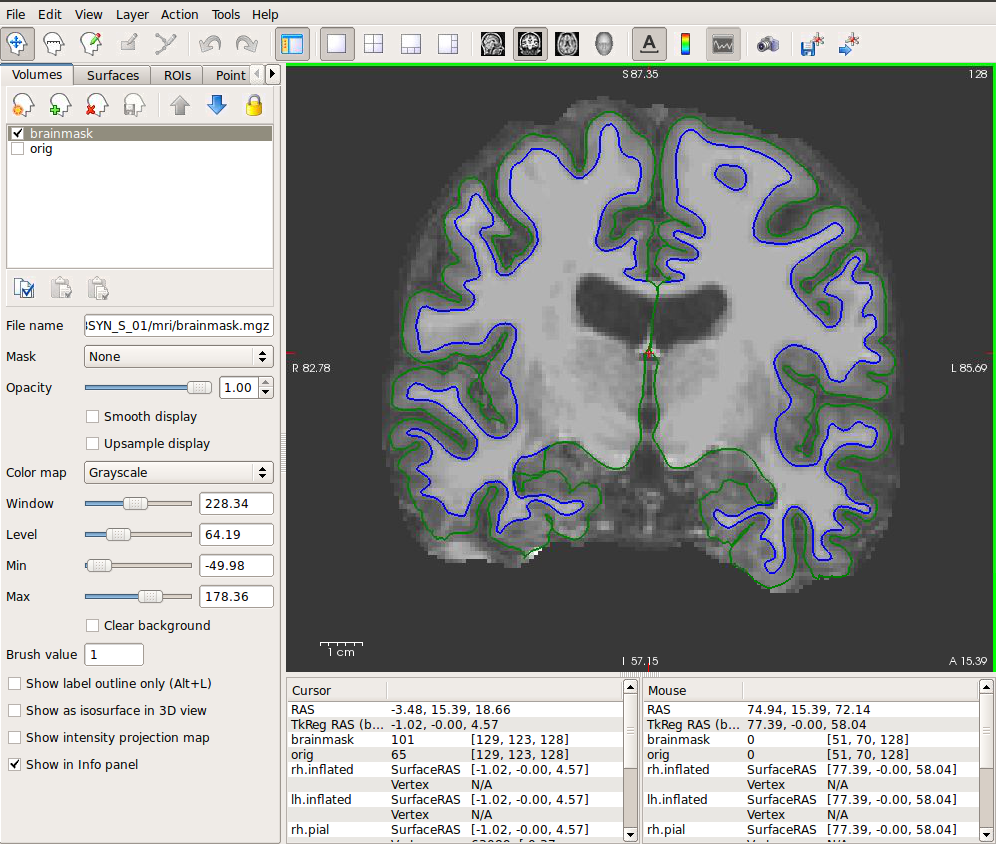 File Edit View Layer Action Tools Help
Volumes Surfaces ROIs Point
brainmask
orig
File name ISYN_S_01/mri/brainmask.mgz
Mask None
Opacity 1.00
Smooth display
Upsample display
Color map Grayscale
Window 228.34
Level 64.19
Min -49.98
Max 178.36
Clear background
Brush value 1
Show label outline only (Alt+L)
Show as isosurface in 3D view
Show intensity projection map
Show in Info panel
A
S 87.35 128
R 82.78 L 85.69
1 cm
I 57.15 A 15.39
Cursor
RAS -3.48, 15.39, 18.66
TkReg RAS (b... -1.02, -0.00, 4.57
brainmask 101 [129, 123, 128]
orig 65 [129, 123, 128]
rh.inflated SurfaceRAS [-1.02, -0.00, 4.57]
Vertex N/A
lh.inflated SurfaceRAS [-1.02, -0.00, 4.57]
Vertex N/A
rh.pial SurfaceRAS [-1.02, -0.00, 4.57]
Mouse
RAS 74.94, 15.39, 72.14
TkReg RAS (b... 77.39, -0.00, 58.04
brainmask 0 [51, 70, 128]
orig 0 [51, 70, 128]
rh.inflated SurfaceRAS [77.39, -0.00, 58.04]
Vertex N/A
lh.inflated SurfaceRAS [77.39, -0.00, 58.04]
Vertex N/A
rh.pial SurfaceRAS [77.39, -0.00, 58.04]